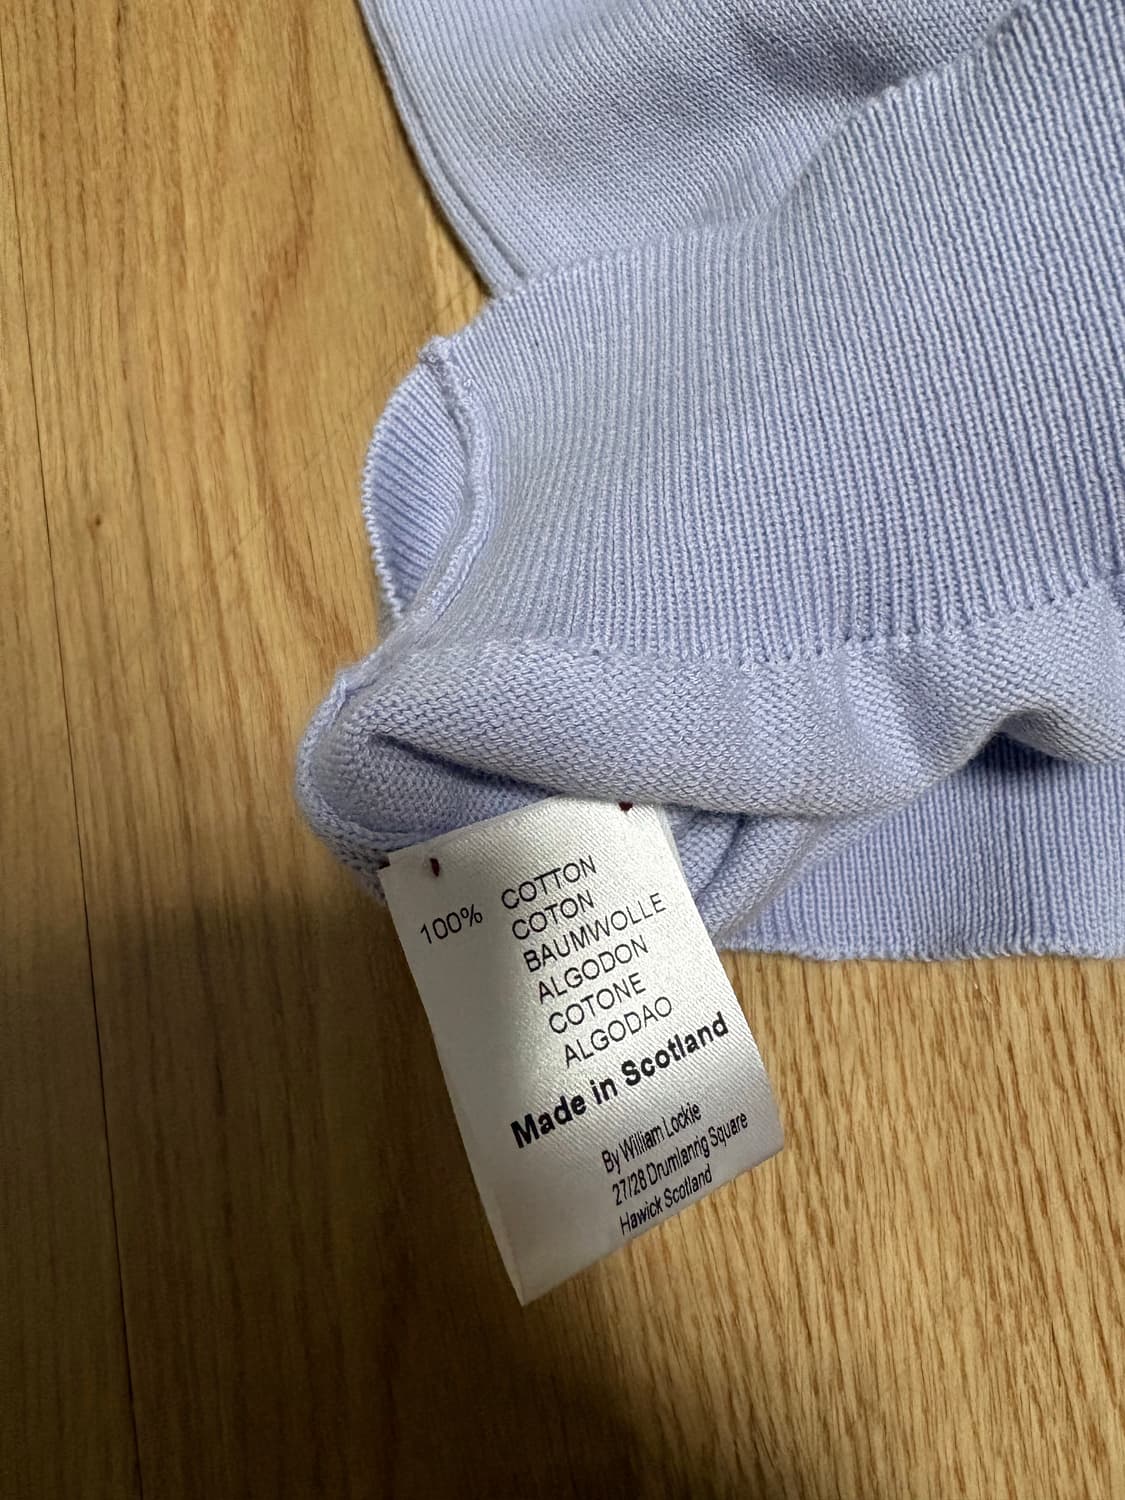 100% COTTON
COTON
BAUMWOLLE
ALGODON
COTONE
ALGODAO
Made in Scotland
By William Lockie
27/28 Drumlanrig Square
Hawick Scotland